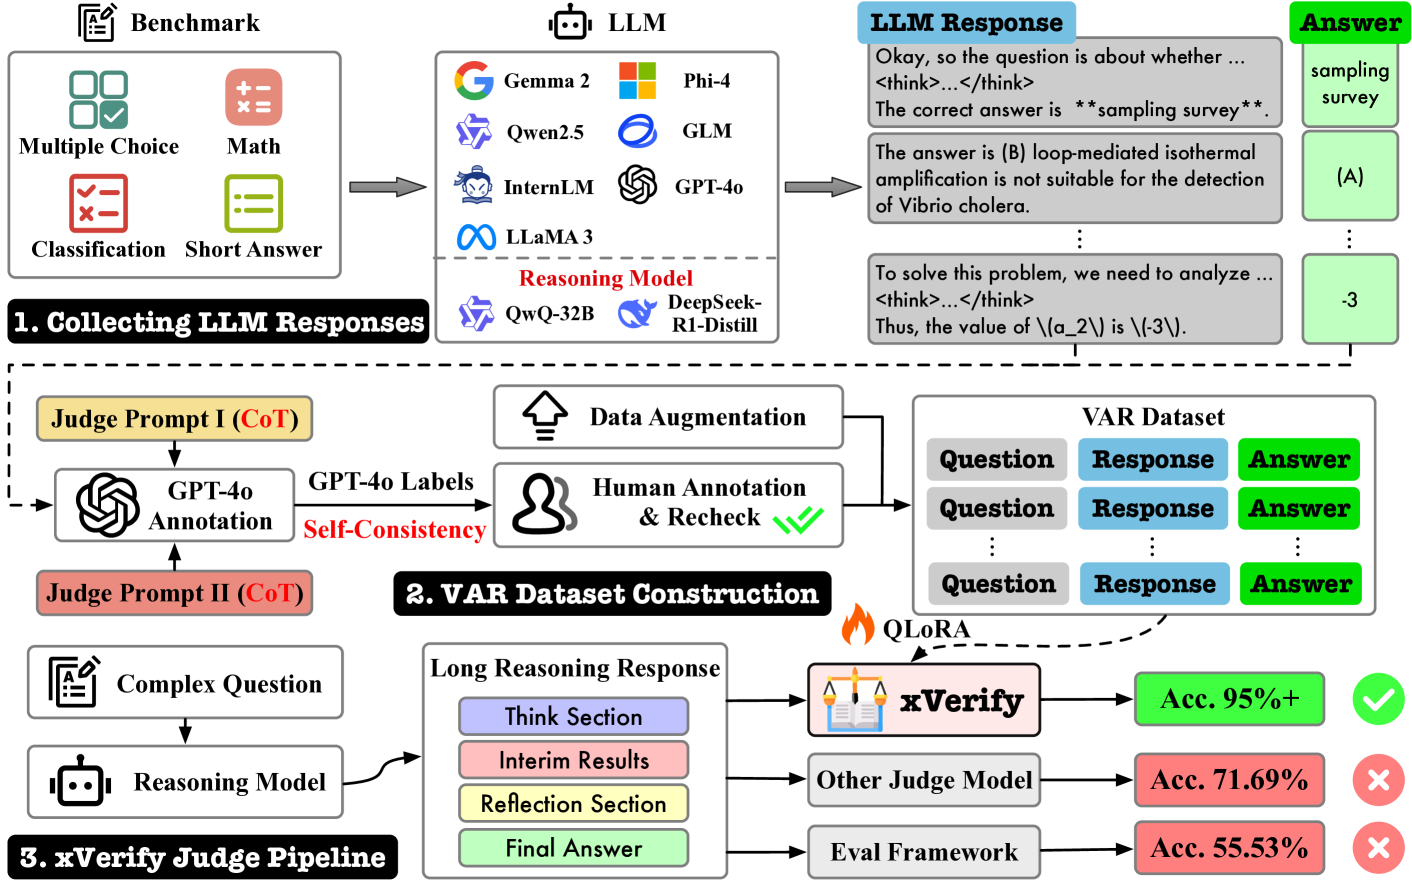 Benchmark
Multiple Choice
Math
Classification
Short Answer
1. Collecting LLM Responses
LLM
Gemma 2
Phi-4
Qwen2.5
GLM
InternLM
GPT-4o
LLaMA 3
Reasoning Model
QwQ-32B
DeepSeek-
R1-Distill
LLM Response
Answer
Okay, so the question is about whether ...
<think>...</think>
The correct answer is **sampling survey**.
sampling
survey
The answer is (B) loop-mediated isothermal
amplification is not suitable for the detection
of Vibrio cholera.
(A)
To solve this problem, we need to analyze ...
<think>...</think>
Thus, the value of \(a_2\) is \(-3\).
-3
Judge Prompt I (CoT)
GPT-4o
Annotation
Judge Prompt II (CoT)
GPT-4o Labels
Self-Consistency
Data Augmentation
Human Annotation
& Recheck
2. VAR Dataset Construction
VAR Dataset
Question Response Answer
Question Response Answer
Question Response Answer
QLoRA
Complex Question
Reasoning Model
3. xVerify Judge Pipeline
Long Reasoning Response
Think Section
Interim Results
Reflection Section
Final Answer
xVerify
Acc. 95%+
Other Judge Model
Acc. 71.69%
Eval Framework
Acc. 55.53%